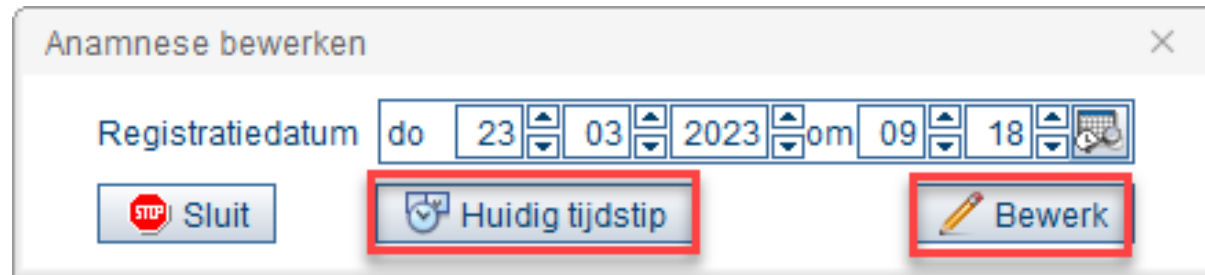 Anamnese bewerken
Registratiedatum do 23 03 2023 om 09 18
STOP Sluit Huidig tijdstip Bewerk